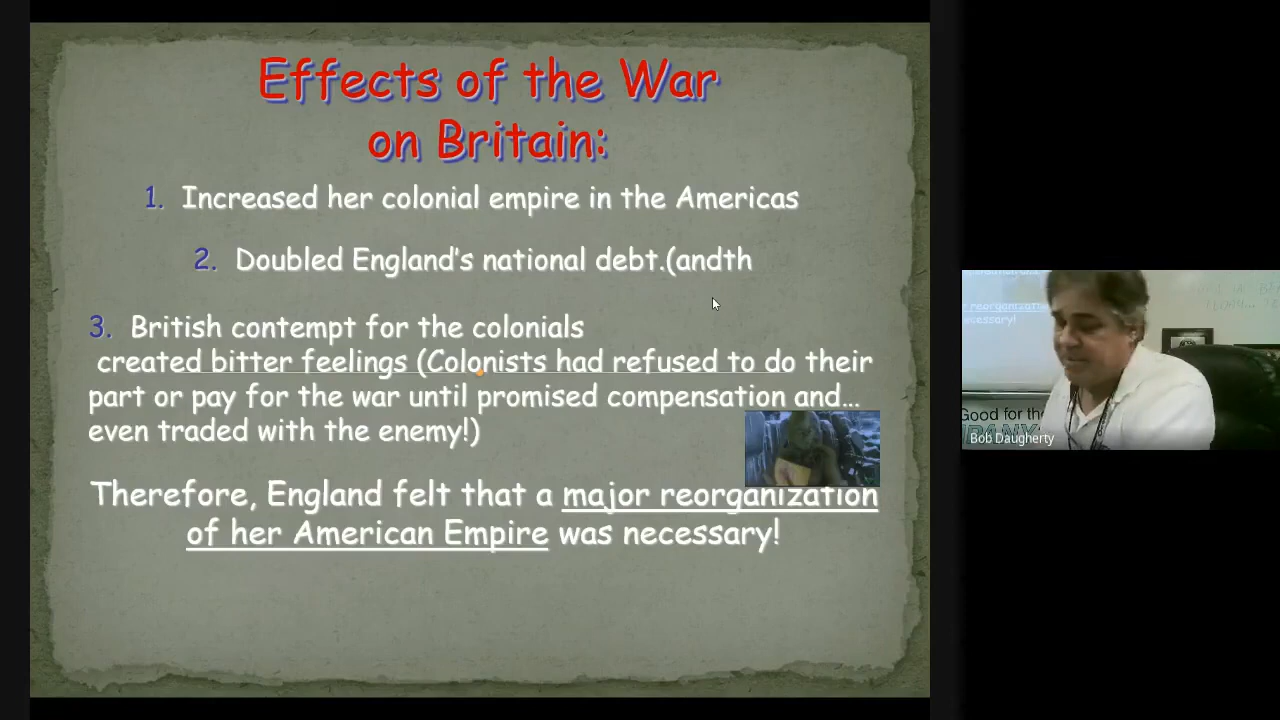 Effects of the War
on Britain:
1. Increased her colonial empire in the Americas
2. Doubled England's national debt.(andth
3. British contempt for the colonials
created bitter feelings (Colonists had refused to do their
part or pay for the war until promised compensation and…
even traded with the enemy!)
Therefore, England felt that a major reorganization
of her American Empire was necessary!
reorganizatio
ecessary!
Good for the
Bob Daugherty